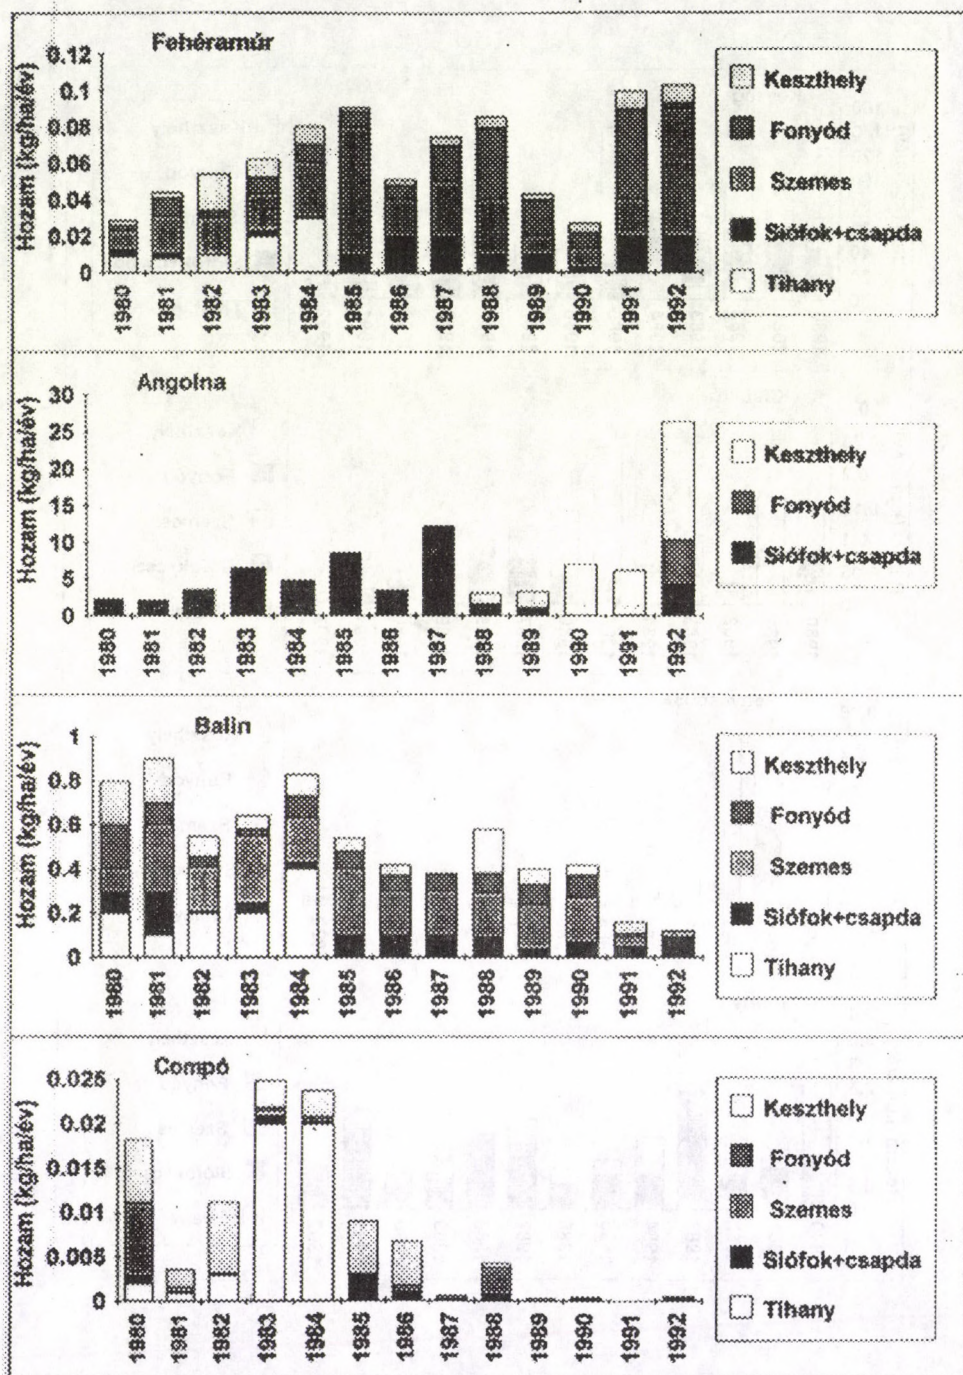 Fehéramúr
Hozam (kg/ha/év)
0.12
0.1
0.08
0.06
0.04
0.02
0
1980 1981 1982 1983 1984 1985 1986 1987 1988 1989 1990 1991 1992
Keszthely
Fonyód
Szemes
Siófok+csapda
Tihany
Angolna
Hozam (kg/ha/év)
30
25
20
15
10
5
0
1980 1981 1982 1983 1984 1985 1986 1987 1988 1989 1990 1991 1992
Keszthely
Fonyód
Siófok+csapda
Balin
Hozam (kg/ha/év)
1
0.8
0.6
0.4
0.2
0
1980 1981 1982 1983 1984 1985 1986 1987 1988 1989 1990 1991 1992
Keszthely
Fonyód
Szemes
Siófok+csapda
Tihany
Compó
Hozam (kg/ha/év)
0.025
0.02
0.015
0.01
0.005
0
1980 1981 1982 1983 1984 1985 1986 1987 1988 1989 1990 1991 1992
Keszthely
Fonyód
Szemes
Siófok+csapda
Tihany